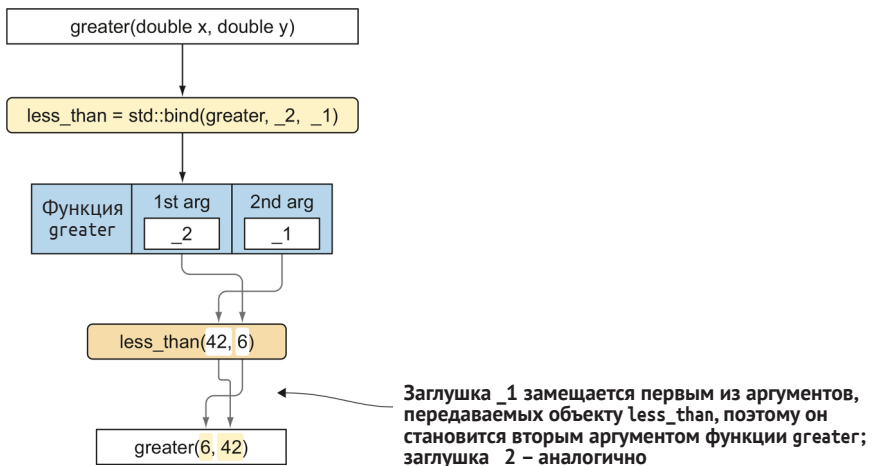 greater(double x, double y)
less_than = std::bind(greater, _2, _1)
Функция
greater
1st arg
2nd arg
_2
_1
less_than(42, 6)
Заглушка _1 замещается первым из аргументов,
передаваемых объекту less_than, поэтому он
становится вторым аргументом функции greater;
заглушка _2 – аналогично
greater(6, 42)